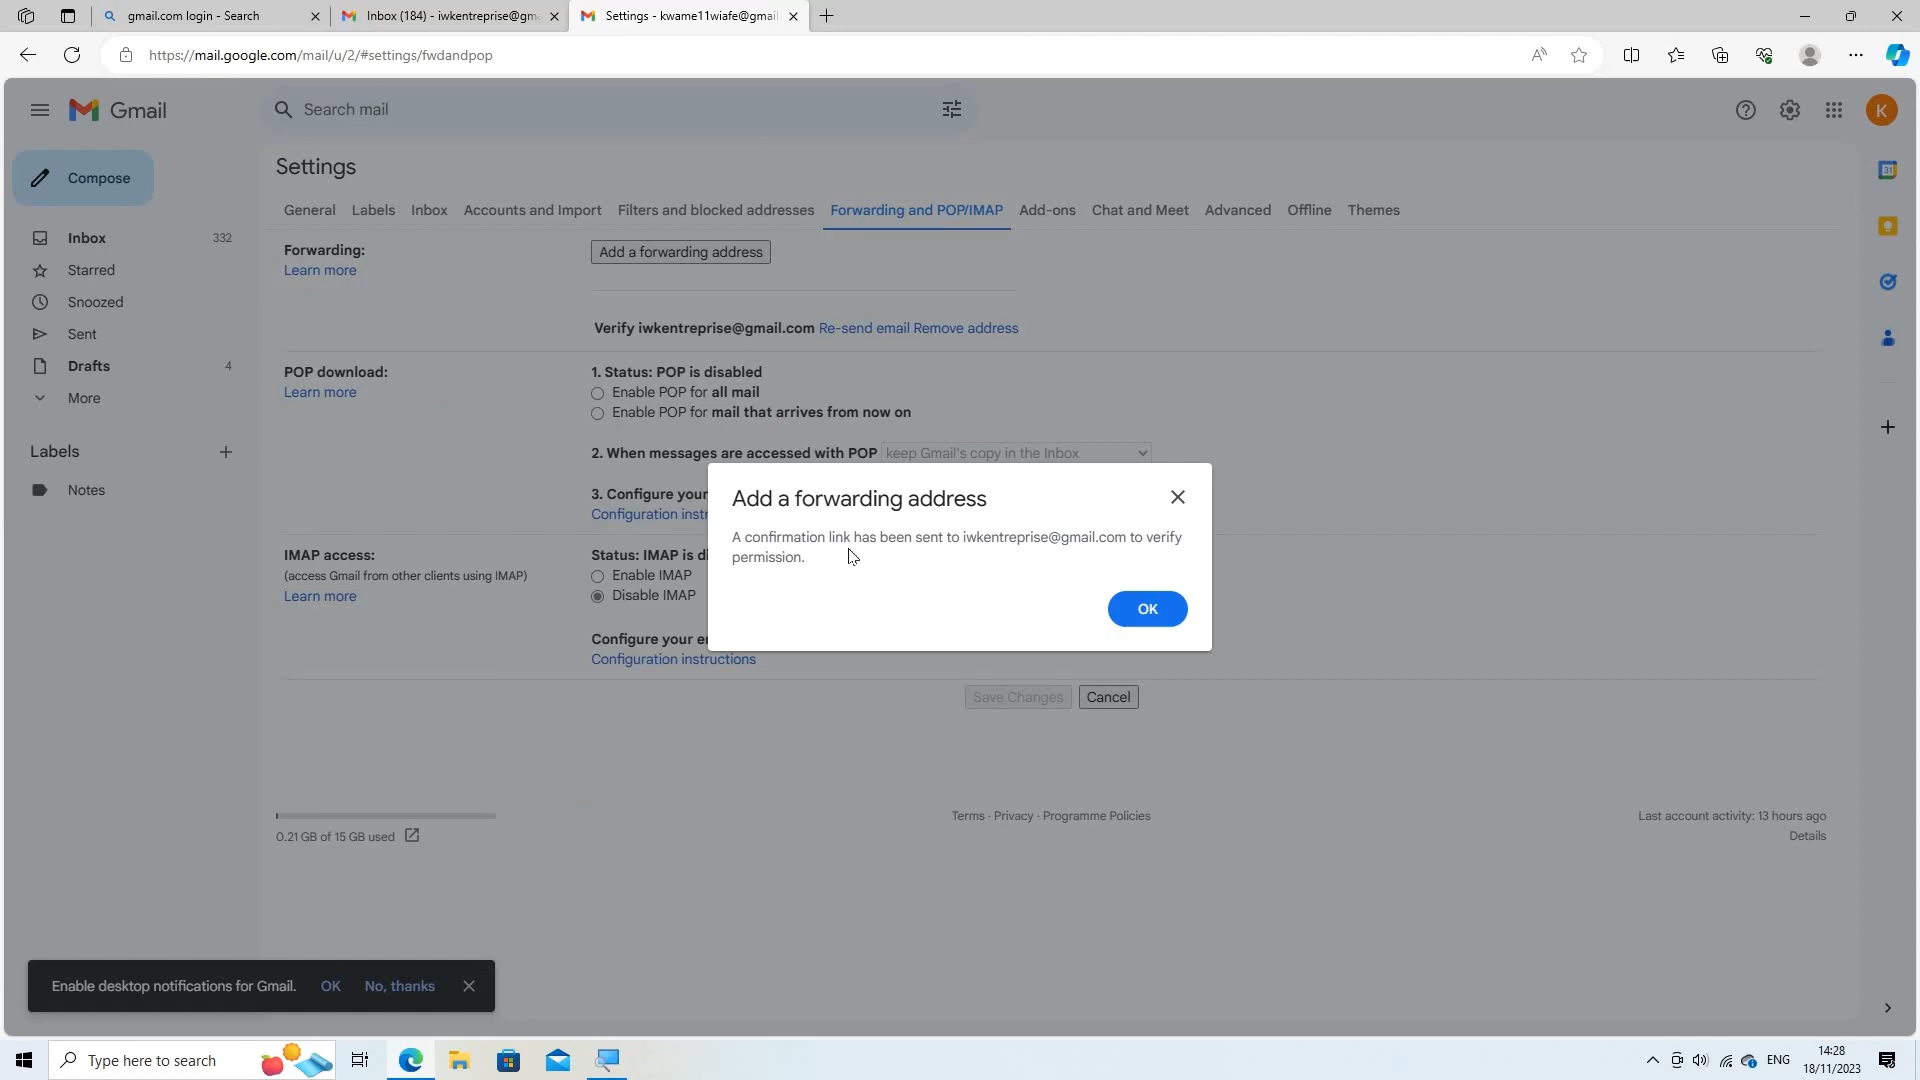 gmail.com login - Search
Inbox (184) - iwkentreprise@gm
Settings - kwame11wiafe@gmail
https://mail.google.com/mail/u/2/#settings/fwdandpop
Gmail
Search mail
K
Compose
Settings
General Labels Inbox Accounts and Import Filters and blocked addresses Forwarding and POP/IMAP Add-ons Chat and Meet Advanced Offline Themes
Inbox 332
Starred
Snoozed
Sent
Drafts 4
More
Labels
Notes
Forwarding:
Learn more
Add a forwarding address
Verify iwkentreprise@gmail.com Re-send email Remove address
POP download:
Learn more
1. Status: POP is disabled
Enable POP for all mail
Enable POP for mail that arrives from now on
2. When messages are accessed with POP keep Gmail's copy in the Inbox
3. Configure your
Configuration instr
IMAP access:
(access Gmail from other clients using IMAP)
Learn more
Status: IMAP is di
Enable IMAP
Disable IMAP
Configure your e
Configuration instructions
Add a forwarding address
A confirmation link has been sent to iwkentreprise@gmail.com to verify
permission.
OK
Save Changes Cancel
0.21 GB of 15 GB used
Terms · Privacy · Programme Policies
Last account activity: 13 hours ago
Details
31
Enable desktop notifications for Gmail. OK No, thanks
Type here to search
ENG
14:28
18/11/2023